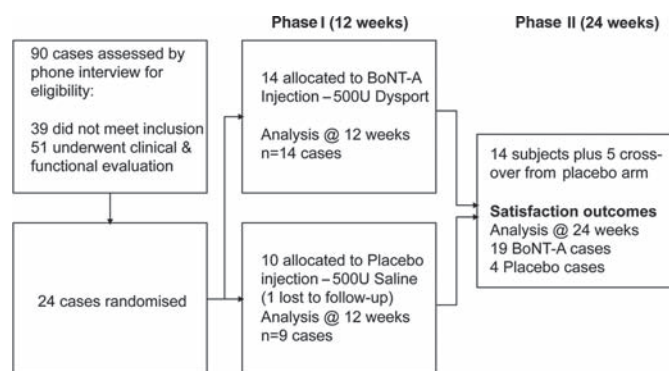 Phase I (12 weeks)
Phase II (24 weeks)
90 cases assessed by
phone interview for
eligibility:
39 did not meet inclusion
51 underwent clinical &
functional evaluation
24 cases randomised
14 allocated to BoNT-A
Injection – 500U Dysport
Analysis @ 12 weeks
n=14 cases
10 allocated to Placebo
injection – 500U Saline
(1 lost to follow-up)
Analysis @ 12 weeks
n=9 cases
14 subjects plus 5 cross-
over from placebo arm
Satisfaction outcomes
Analysis @ 24 weeks
19 BoNT-A cases
4 Placebo cases